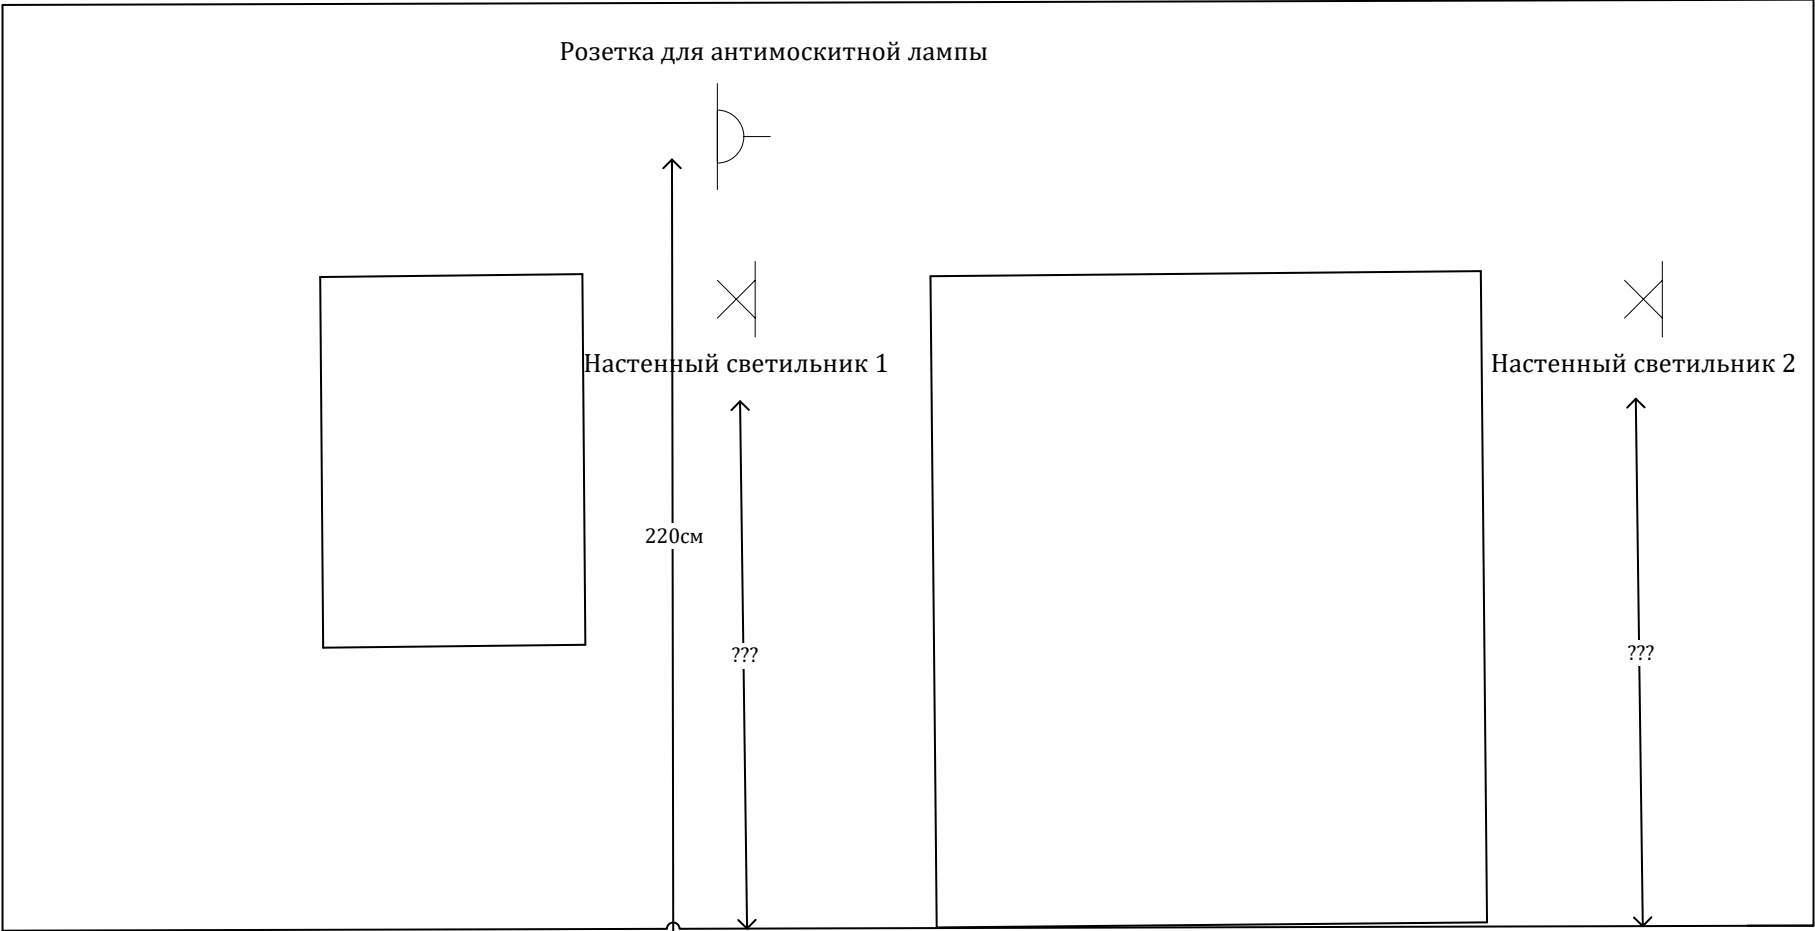 Розетка для антимоскитной лампы
Настенный светильник 1
Настенный светильник 2
220см
???
???